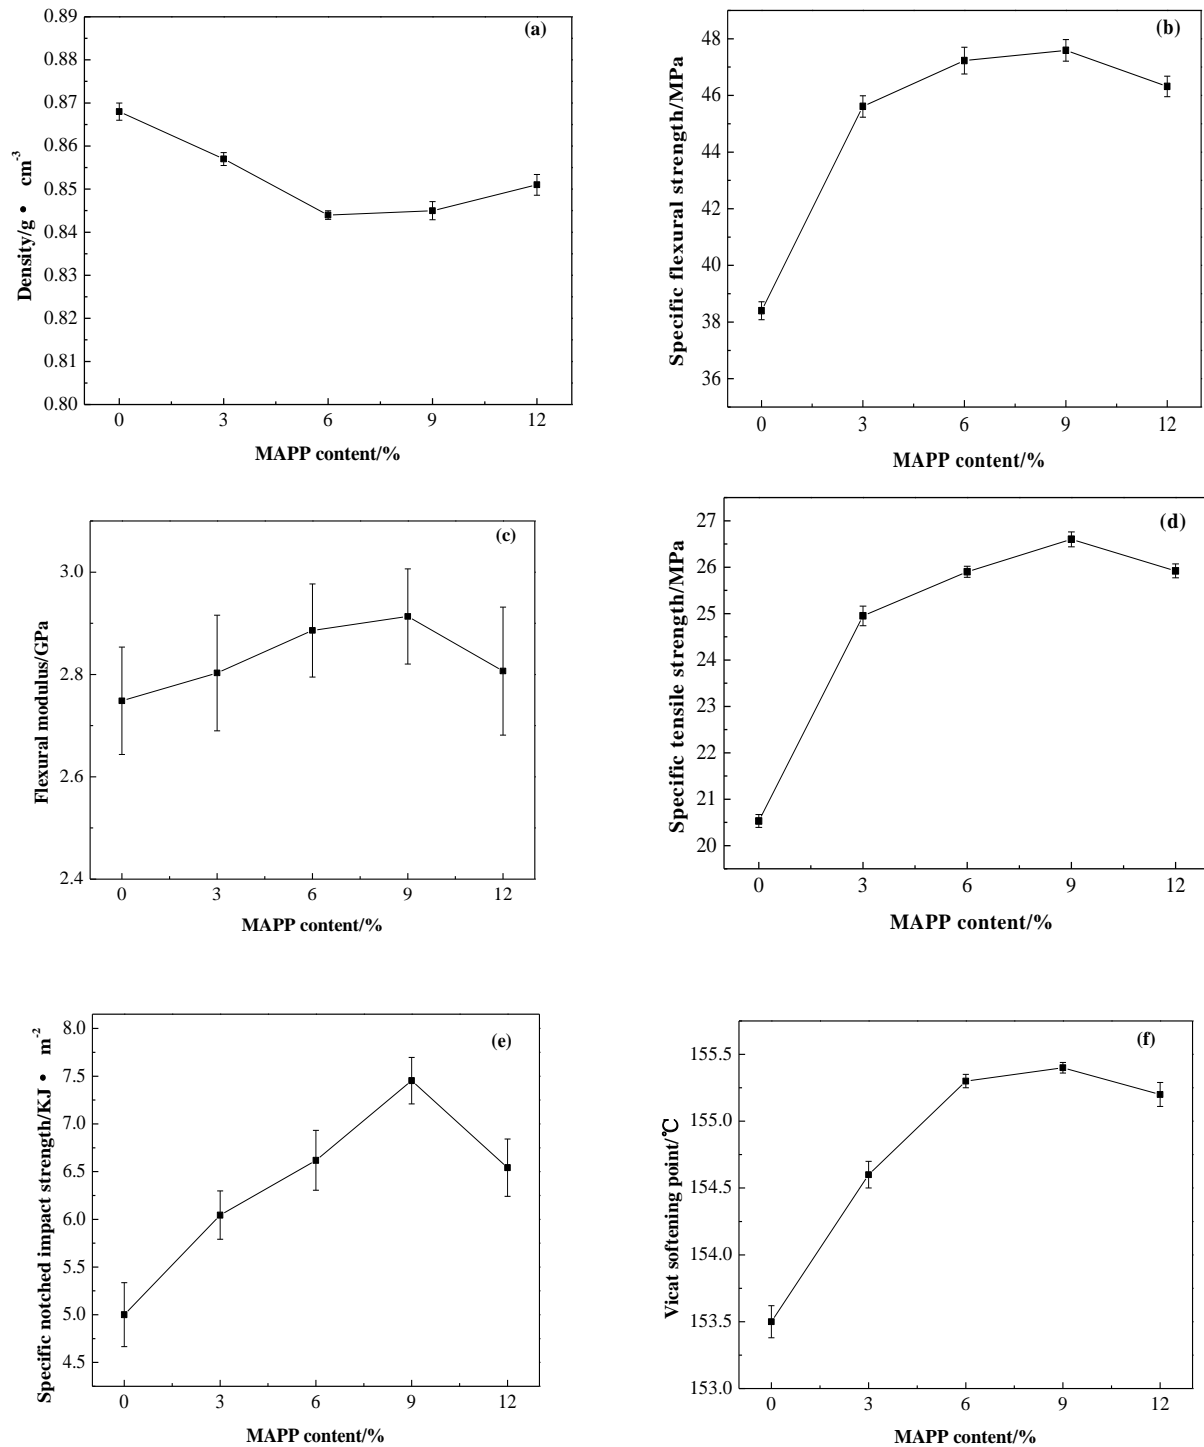 (a)
Density/g • cm-3
0.89
0.88
0.87
0.86
0.85
0.84
0.83
0.82
0.81
0.80
0 3 6 9 12
MAPP content/%
(b)
Specific flexural strength/MPa
48
46
44
42
40
38
36
0 3 6 9 12
MAPP content/%
(c)
Flexural modulus/GPa
3.0
2.8
2.6
2.4
0 3 6 9 12
MAPP content/%
(d)
Specific tensile strength/MPa
27
26
25
24
23
22
21
20
0 3 6 9 12
MAPP content/%
(e)
Specific notched impact strength/KJ • m-2
8.0
7.5
7.0
6.5
6.0
5.5
5.0
4.5
0 3 6 9 12
MAPP content/%
(f)
Vicat softening point/℃
155.5
155.0
154.5
154.0
153.5
153.0
0 3 6 9 12
MAPP content/%